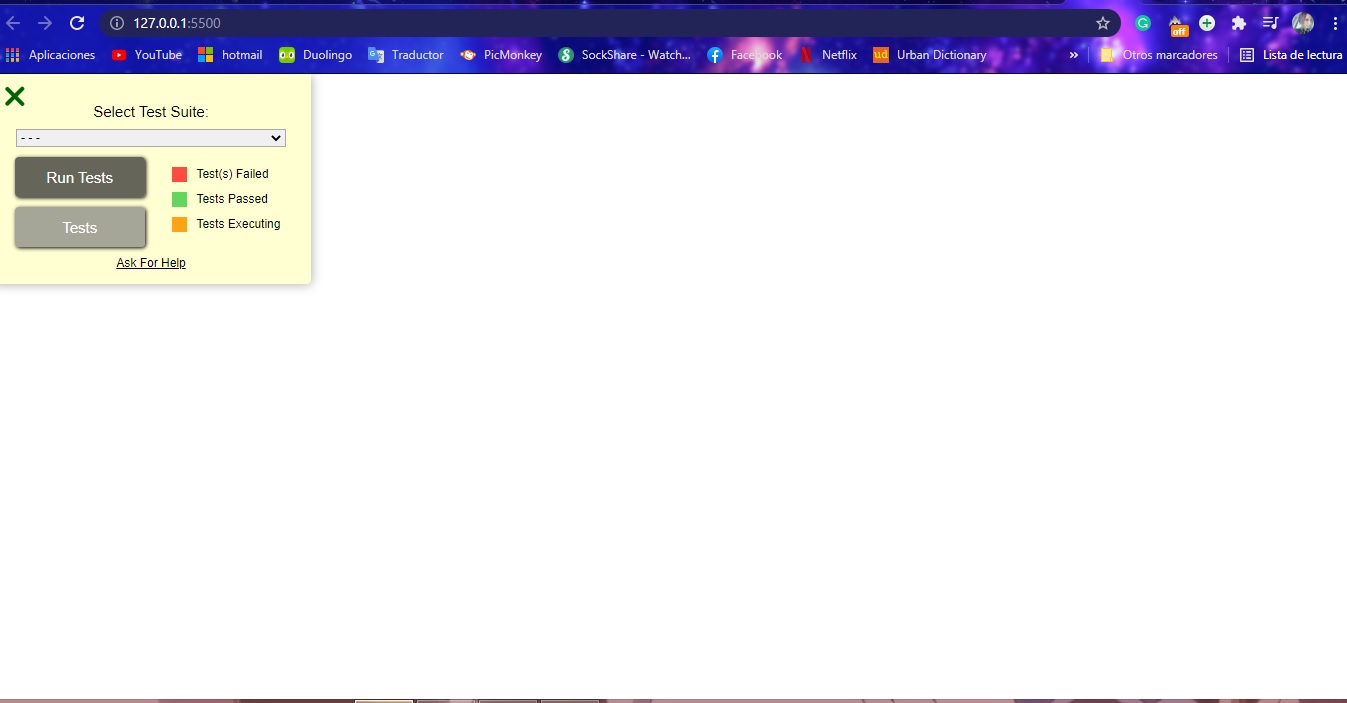 127.0.0.1:5500
off
Aplicaciones YouTube hotmail Duolingo Traductor PicMonkey SockShare - Watch... Facebook Netflix ud Urban Dictionary » Otros marcadores Lista de lectura
Select Test Suite:
- - -
Run Tests
Test(s) Failed
Tests Passed
Tests
Tests Executing
Ask For Help